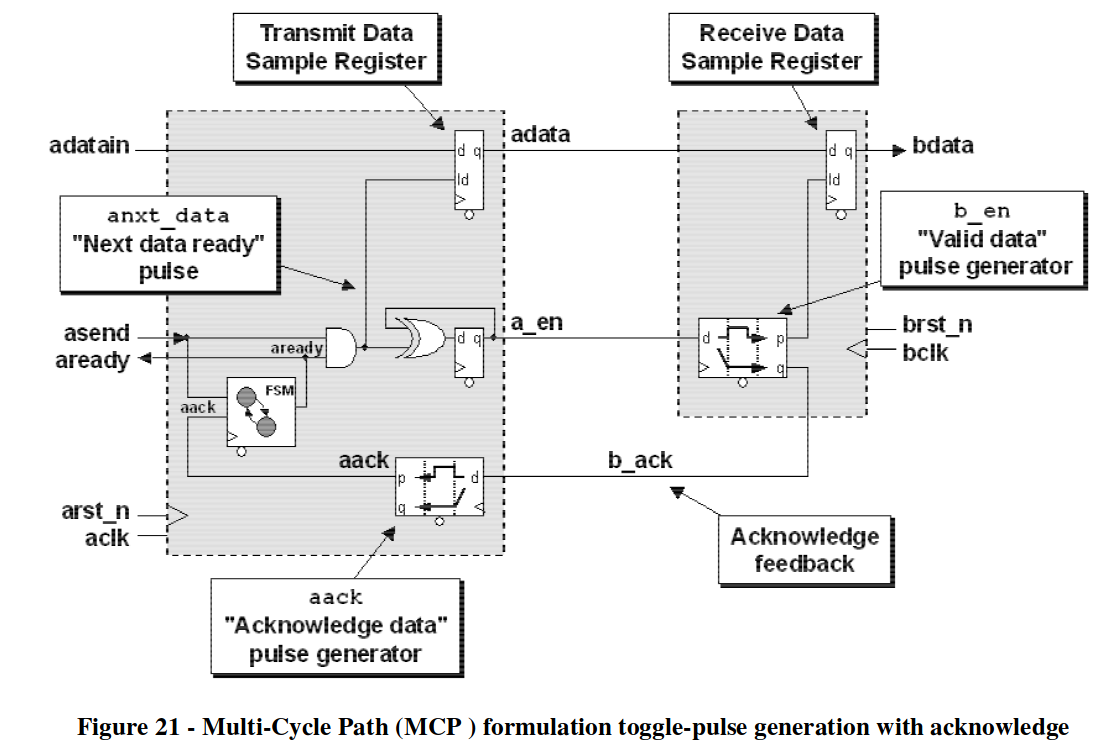 Transmit Data
Sample Register
Receive Data
Sample Register
adatain
d q
adata
d q
bdata
ld
ld
anxt_data
"Next data ready"
pulse
b_en
"Valid data"
pulse generator
asend
aready
aready
d
q
a_en
d
p
q
brst_n
bclk
FSM
aack
aack
p
d
q
b_ack
arst_n
aclk
Acknowledge
feedback
aack
"Acknowledge data"
pulse generator
Figure 21 - Multi-Cycle Path (MCP ) formulation toggle-pulse generation with acknowledge